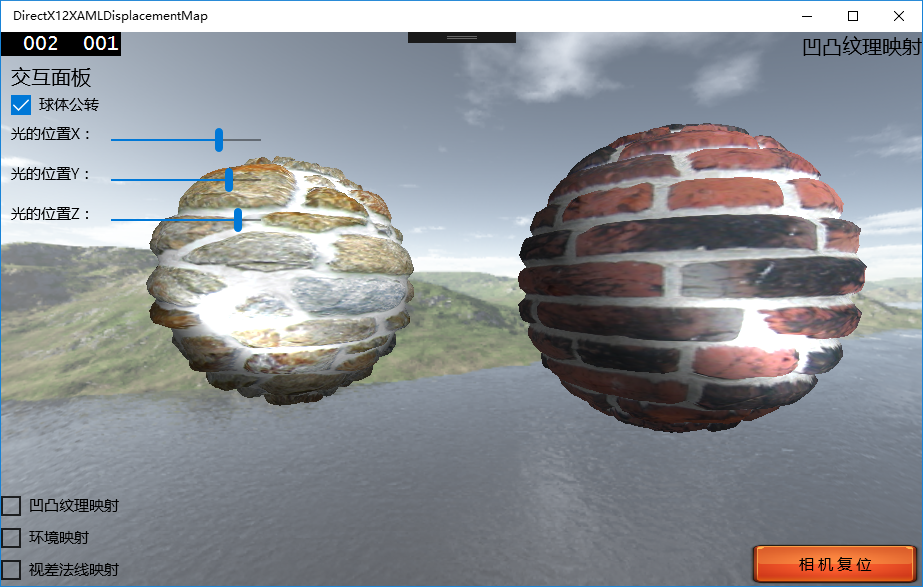 DirectX12XAMLDisplacementMap
002 001
凹凸纹理映射
交互面板
球体公转
光的位置X：
光的位置Y：
光的位置Z：
凹凸纹理映射
环境映射
视差法线映射
相机复位